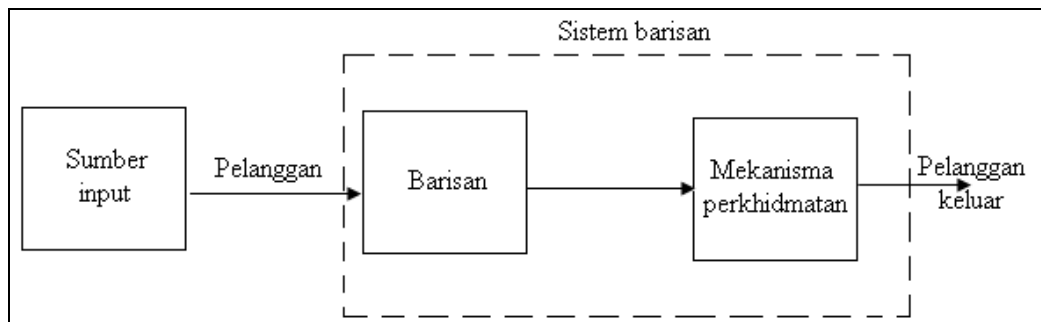 Sistem barisan
Sumber
input
Pelanggan
Barisan
Mekanisma
perkhidmatan
Pelanggan
keluar